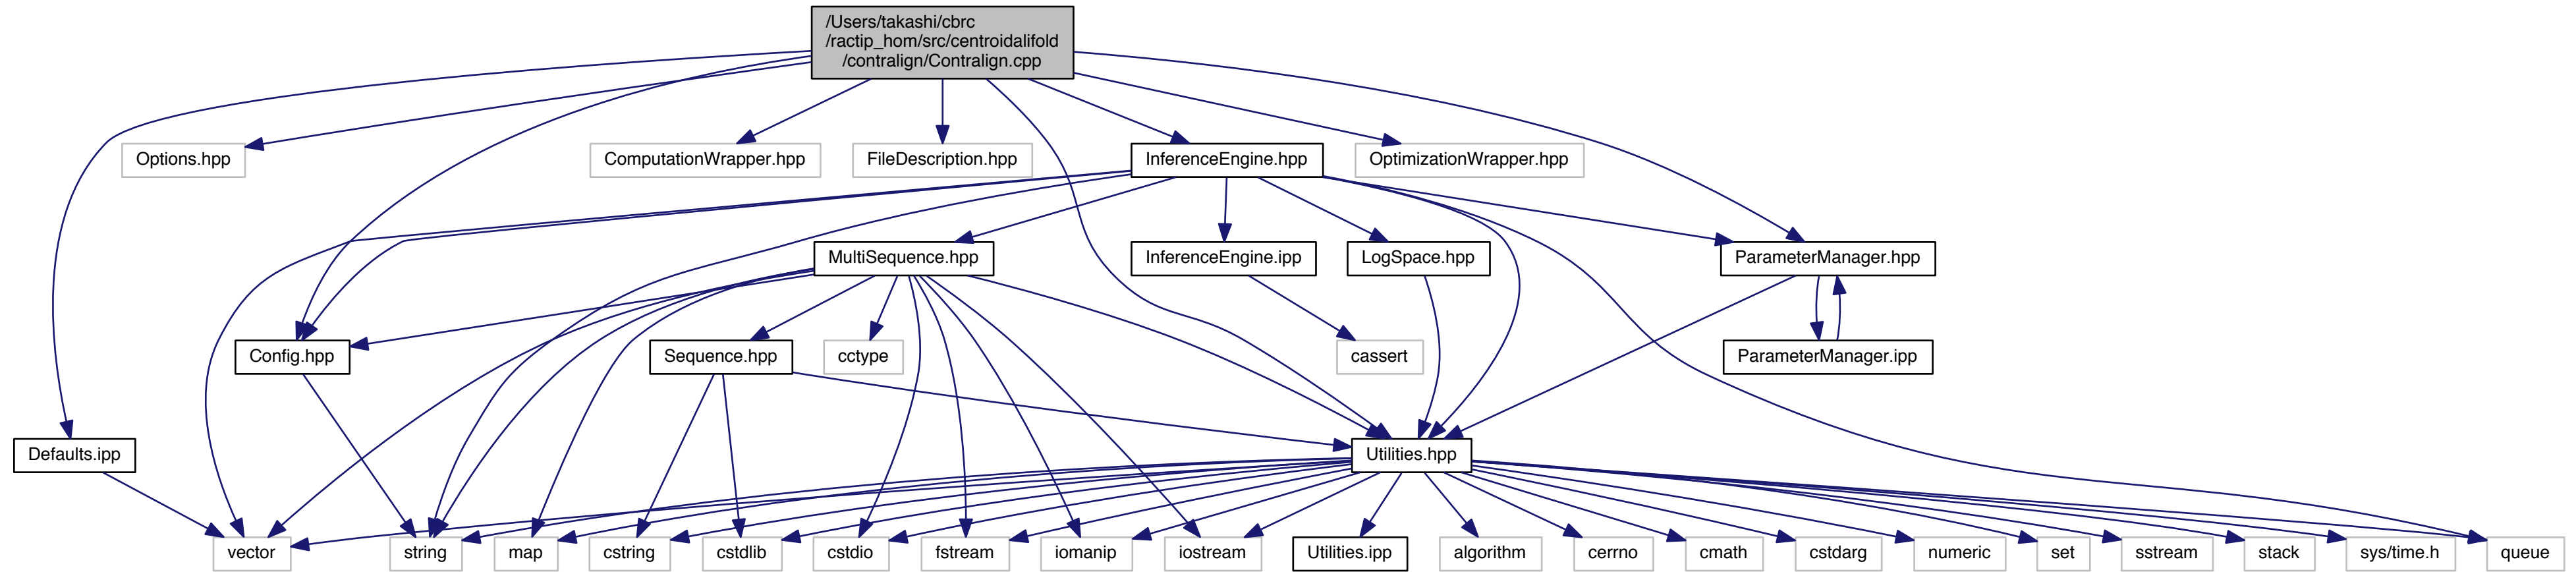 /Users/takashi/cbrc
/ractip_hom/src/centroidalifold
/contralign/Contralign.cpp
Options.hpp
ComputationWrapper.hpp
FileDescription.hpp
InferenceEngine.hpp
OptimizationWrapper.hpp
MultiSequence.hpp
InferenceEngine.ipp
LogSpace.hpp
ParameterManager.hpp
Config.hpp
Sequence.hpp
cctype
cassert
ParameterManager.ipp
Defaults.ipp
Utilities.hpp
vector
string
map
cstring
cstdlib
cstdio
fstream
iomanip
iostream
Utilities.ipp
algorithm
cerrno
cmath
cstdarg
numeric
set
sstream
stack
sys/time.h
queue